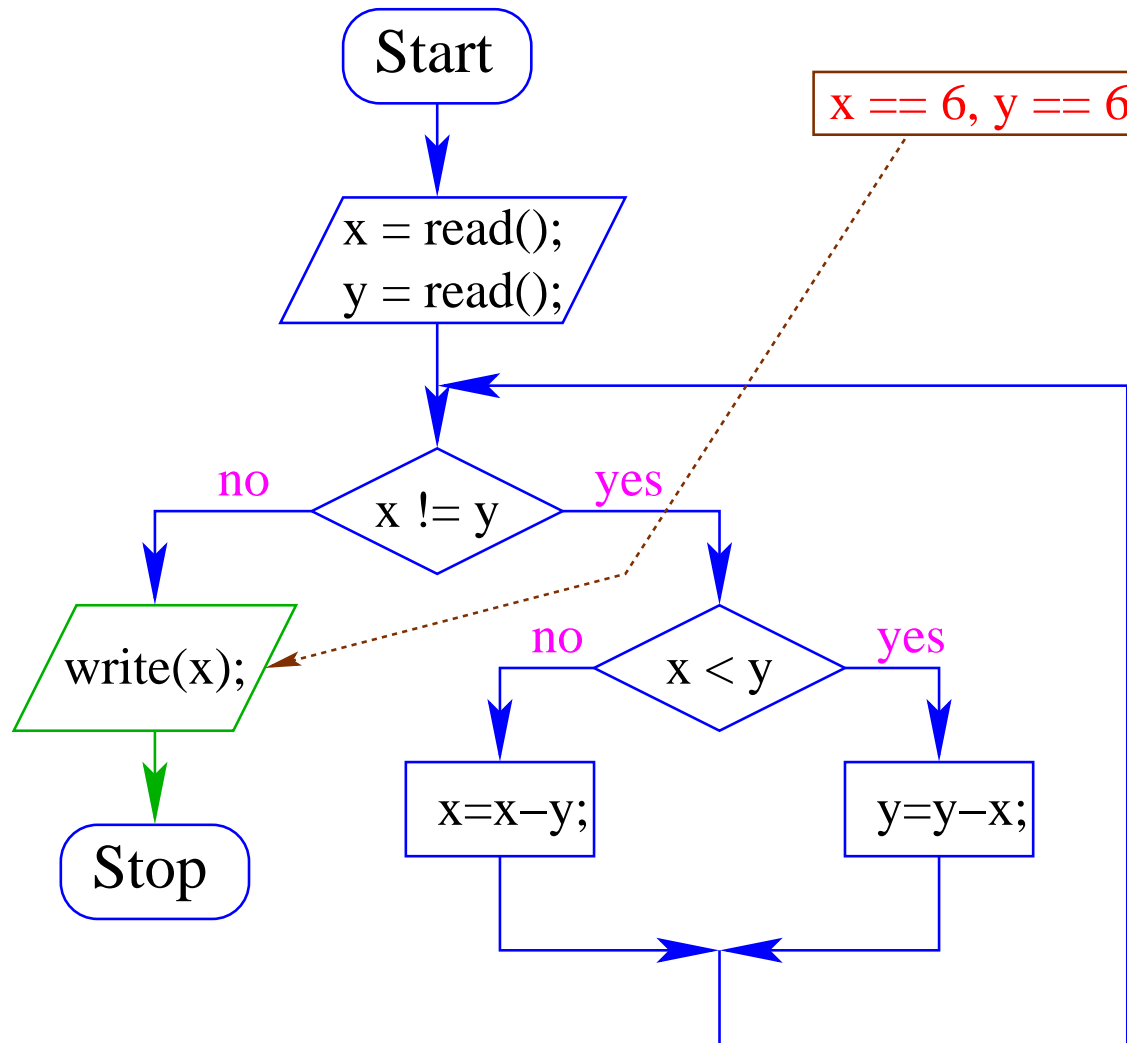 Start
x == 6, y == 6
x = read();
y = read();
no
yes
x != y
no
yes
write(x);
x < y
x=x−y;
y=y−x;
Stop